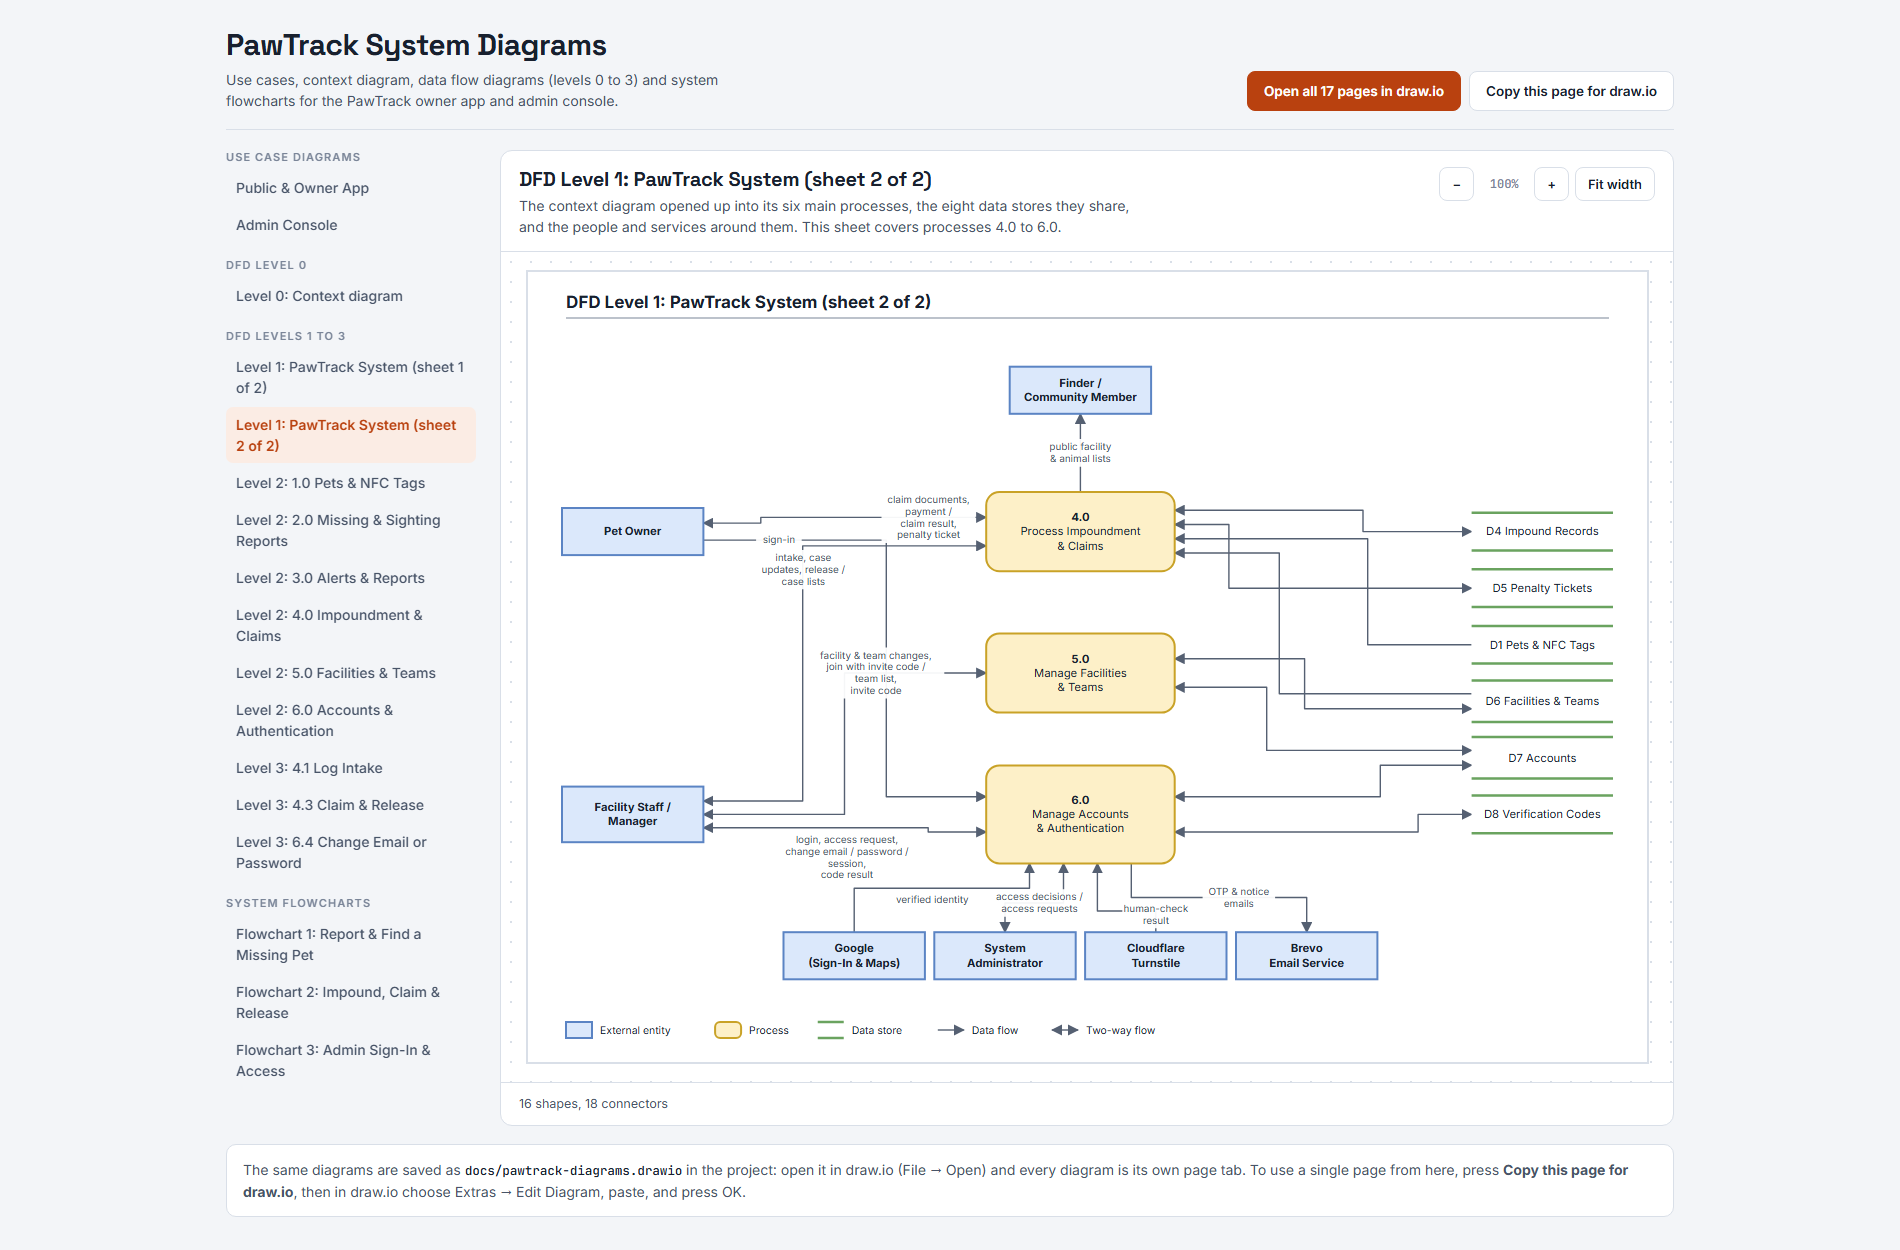 PawTrack System Diagrams
Use cases, context diagram, data flow diagrams (levels 0 to 3) and system
flowcharts for the PawTrack owner app and admin console.
Open all 17 pages in draw.io
Copy this page for draw.io
USE CASE DIAGRAMS
Public & Owner App
Admin Console
DFD LEVEL 0
Level 0: Context diagram
DFD LEVELS 1 TO 3
Level 1: PawTrack System (sheet 1
of 2)
Level 1: PawTrack System (sheet
2 of 2)
Level 2: 1.0 Pets & NFC Tags
Level 2: 2.0 Missing & Sighting
Reports
Level 2: 3.0 Alerts & Reports
Level 2: 4.0 Impoundment &
Claims
Level 2: 5.0 Facilities & Teams
Level 2: 6.0 Accounts &
Authentication
Level 3: 4.1 Log Intake
Level 3: 4.3 Claim & Release
Level 3: 6.4 Change Email or
Password
SYSTEM FLOWCHARTS
Flowchart 1: Report & Find a
Missing Pet
Flowchart 2: Impound, Claim &
Release
Flowchart 3: Admin Sign-In &
Access
DFD Level 1: PawTrack System (sheet 2 of 2)
The context diagram opened up into its six main processes, the eight data stores they share,
and the people and services around them. This sheet covers processes 4.0 to 6.0.
−
100%
+
Fit width
DFD Level 1: PawTrack System (sheet 2 of 2)
Finder /
Community Member
public facility
& animal lists
Pet Owner
claim documents,
payment /
claim result,
penalty ticket
sign-in
intake, case
updates, release /
case lists
4.0
Process Impoundment
& Claims
D4 Impound Records
D5 Penalty Tickets
D1 Pets & NFC Tags
facility & team changes,
join with invite code /
team list,
invite code
5.0
Manage Facilities
& Teams
D6 Facilities & Teams
D7 Accounts
Facility Staff /
Manager
6.0
Manage Accounts
& Authentication
D8 Verification Codes
login, access request,
change email / password /
session,
code result
verified identity
access decisions /
access requests
human-check
result
OTP & notice
emails
Google
(Sign-In & Maps)
System
Administrator
Cloudflare
Turnstile
Brevo
Email Service
External entity
Process
Data store
Data flow
Two-way flow
16 shapes, 18 connectors
The same diagrams are saved as docs/pawtrack-diagrams.drawio in the project: open it in draw.io (File → Open) and every diagram is its own page tab. To use a single page from here, press Copy this page for
draw.io, then in draw.io choose Extras → Edit Diagram, paste, and press OK.